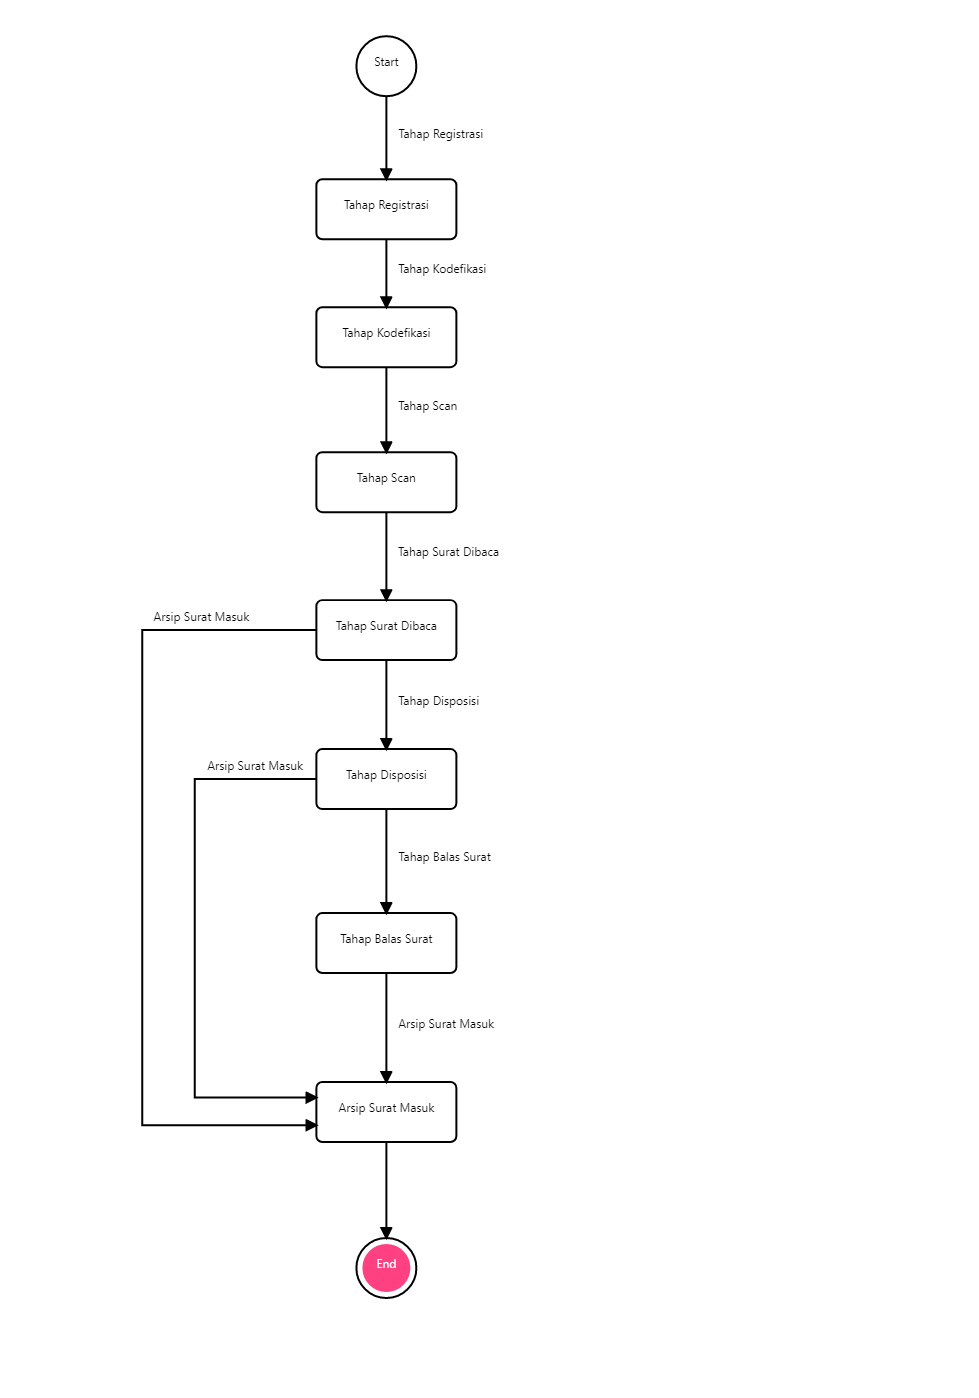 Start
Tahap Registrasi
Tahap Registrasi
Tahap Kodefikasi
Tahap Kodefikasi
Tahap Scan
Tahap Scan
Tahap Surat Dibaca
Arsip Surat Masuk
Tahap Surat Dibaca
Tahap Disposisi
Arsip Surat Masuk
Tahap Disposisi
Tahap Balas Surat
Tahap Balas Surat
Arsip Surat Masuk
Arsip Surat Masuk
End